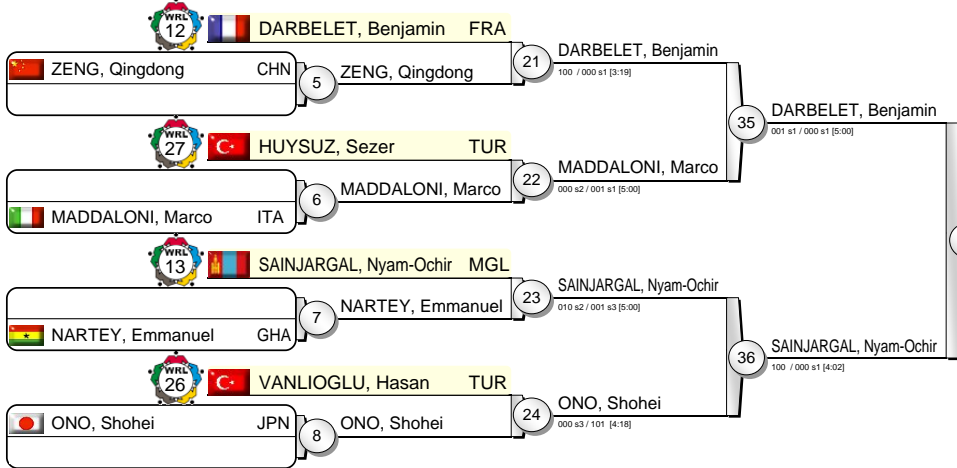 WRL 12 DARBELET, Benjamin FRA
DARBELET, Benjamin
21
100 / 000 s1 [3:19]
ZENG, Qingdong CHN
5
ZENG, Qingdong
DARBELET, Benjamin
35
001 s1 / 000 s1 [5:00]
WRL 27 HUYSUZ, Sezer TUR
MADDALONI, Marco
22
000 s2 / 001 s1 [5:00]
6
MADDALONI, Marco
MADDALONI, Marco ITA
WRL 13 SAINJARGAL, Nyam-Ochir MGL
SAINJARGAL, Nyam-Ochir
23
010 s2 / 001 s3 [5:00]
7
NARTEY, Emmanuel
NARTEY, Emmanuel GHA
SAINJARGAL, Nyam-Ochir
36
100 / 000 s1 [4:02]
WRL 26 VANLIOGLU, Hasan TUR
ONO, Shohei
24
000 s3 / 101 [4:18]
ONO, Shohei JPN
8
ONO, Shohei